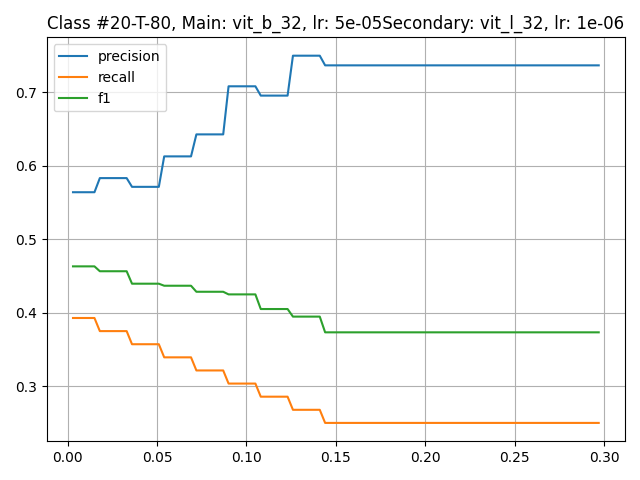 Class #20-T-80, Main: vit_b_32, lr: 5e-05Secondary: vit_l_32, lr: 1e-06
precision
recall
f1
0.7
0.6
0.5
0.4
0.3
0.00 0.05 0.10 0.15 0.20 0.25 0.30